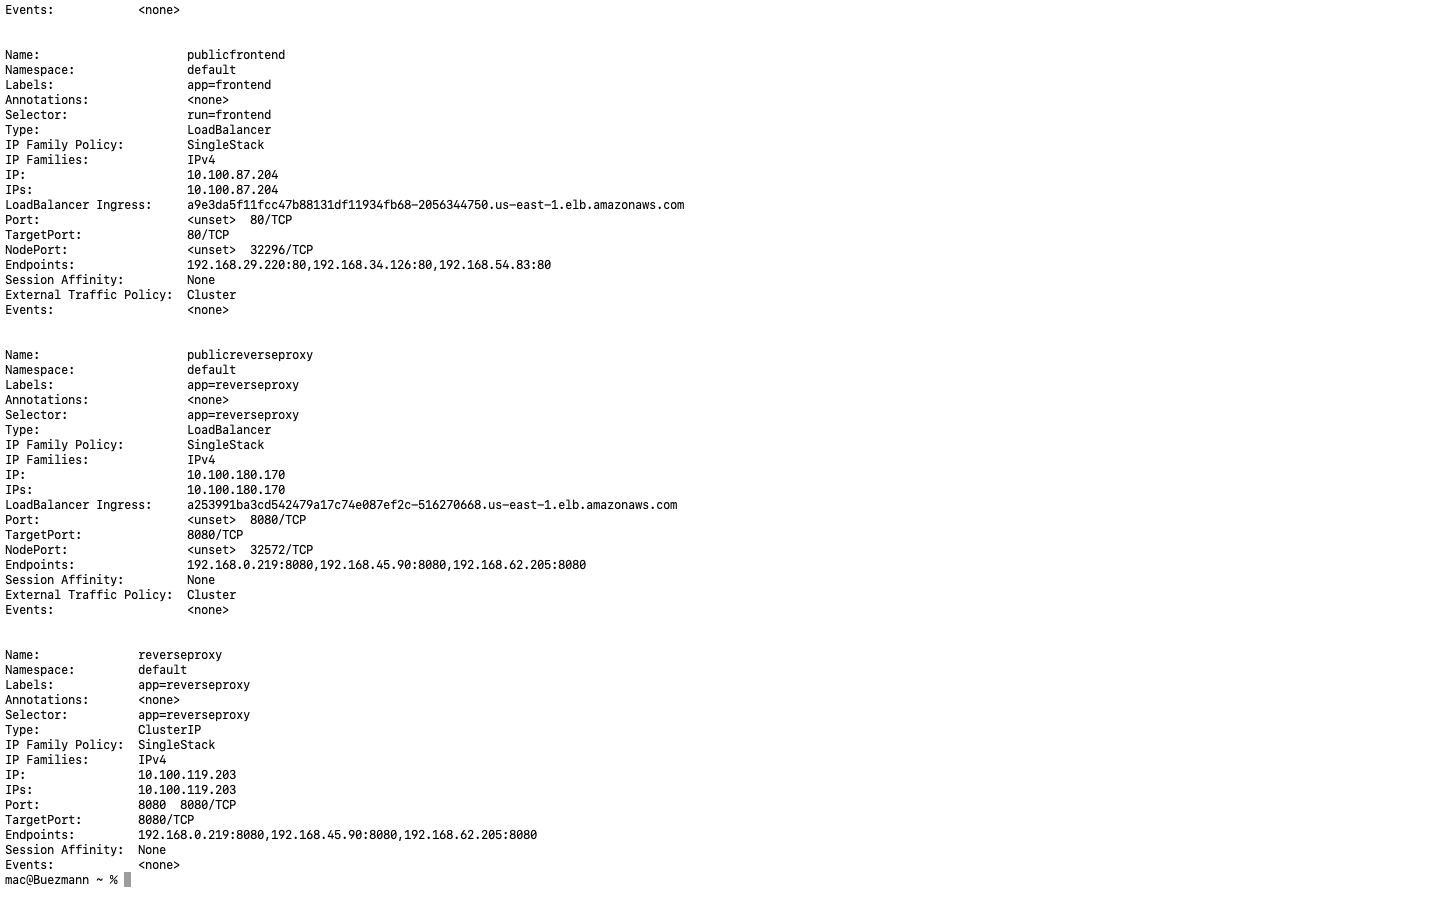 Events:            <none>
Name:                     publicfrontend
Namespace:                default
Labels:                   app=frontend
Annotations:              <none>
Selector:                 run=frontend
Type:                     LoadBalancer
IP Family Policy:         SingleStack
IP Families:              IPv4
IP:                       10.100.87.204
IPs:                      10.100.87.204
LoadBalancer Ingress:     a9e3da5f11fcc47b88131df11934fb68-2056344750.us-east-1.elb.amazonaws.com
Port:                     <unset>  80/TCP
TargetPort:               80/TCP
NodePort:                 <unset>  32296/TCP
Endpoints:                192.168.29.220:80,192.168.34.126:80,192.168.54.83:80
Session Affinity:         None
External Traffic Policy:  Cluster
Events:                   <none>
Name:                     publicreverseproxy
Namespace:                default
Labels:                   app=reverseproxy
Annotations:              <none>
Selector:                 app=reverseproxy
Type:                     LoadBalancer
IP Family Policy:         SingleStack
IP Families:              IPv4
IP:                       10.100.180.170
IPs:                      10.100.180.170
LoadBalancer Ingress:     a253991ba3cd542479a17c74e087ef2c-516270668.us-east-1.elb.amazonaws.com
Port:                     <unset>  8080/TCP
TargetPort:               8080/TCP
NodePort:                 <unset>  32572/TCP
Endpoints:                192.168.0.219:8080,192.168.45.90:8080,192.168.62.205:8080
Session Affinity:         None
External Traffic Policy:  Cluster
Events:                   <none>
Name:              reverseproxy
Namespace:         default
Labels:            app=reverseproxy
Annotations:       <none>
Selector:          app=reverseproxy
Type:              ClusterIP
IP Family Policy:  SingleStack
IP Families:       IPv4
IP:                10.100.119.203
IPs:               10.100.119.203
Port:              8080  8080/TCP
TargetPort:        8080/TCP
Endpoints:         192.168.0.219:8080,192.168.45.90:8080,192.168.62.205:8080
Session Affinity:  None
Events:            <none>
mac@Buezmann ~ %